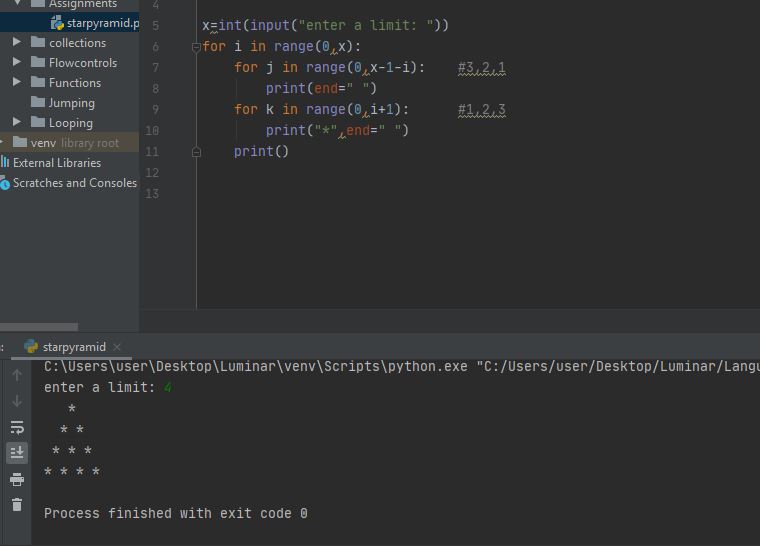 Assignments
starpyramid.p
collections
Flowcontrols
Functions
Jumping
Looping
venv library root
External Libraries
Scratches and Consoles
4
5 x=int(input("enter a limit: "))
6 for i in range(0,x):
7 for j in range(0,x-1-i): #3,2,1
8 print(end=" ")
9 for k in range(0,i+1): #1,2,3
10 print("*",end=" ")
11 print()
12
13
: starpyramid
C:\Users\user\Desktop\Luminar\venv\Scripts\python.exe "C:/Users/user/Desktop/Luminar/Langu
enter a limit: 4
*
* *
* * *
* * * *
Process finished with exit code 0